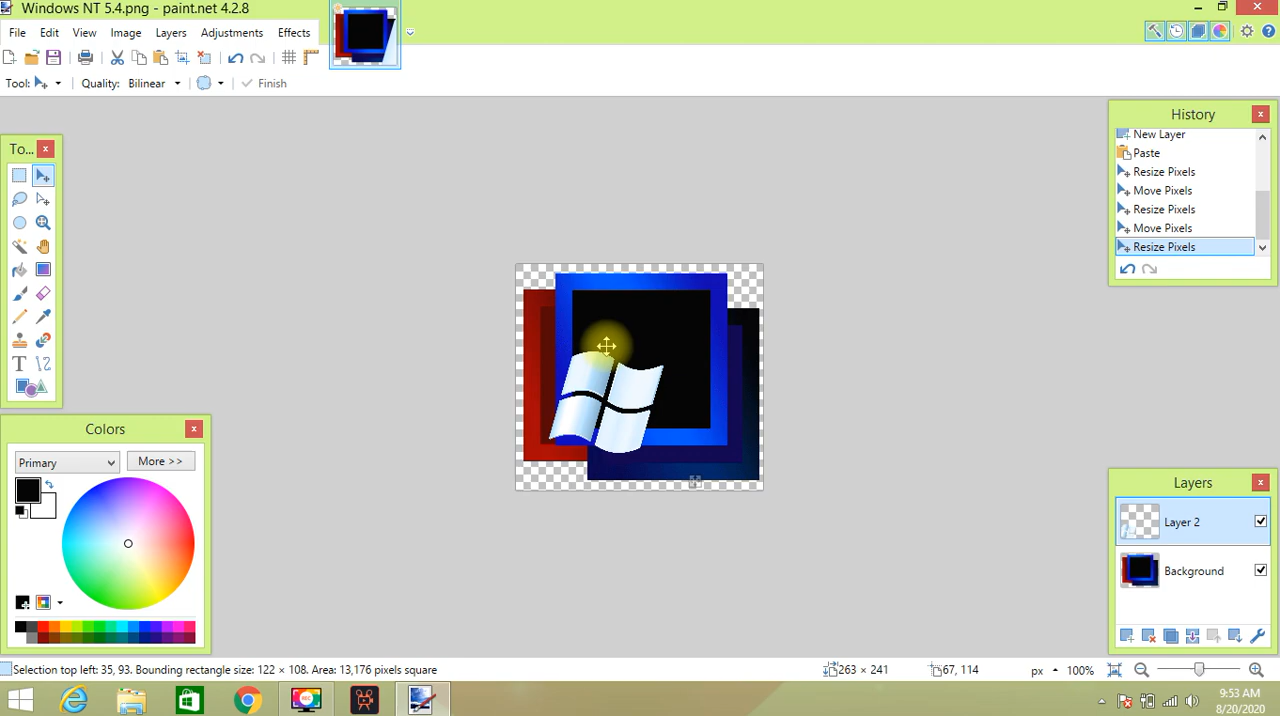 Windows NT 5.4.png - paint.net 4.2.8
File Edit View Image Layers Adjustments Effects
Tool: Quality: Bilinear Finish
History
New Layer
Paste
Resize Pixels
Move Pixels
Resize Pixels
Move Pixels
Resize Pixels
To...
Colors
Primary More >>
Layers
Layer 2
Background
Selection top left: 35, 93. Bounding rectangle size: 122 × 108. Area: 13,176 pixels square 263 × 241 67, 114 px 100%
REC
9:53 AM
8/20/2020